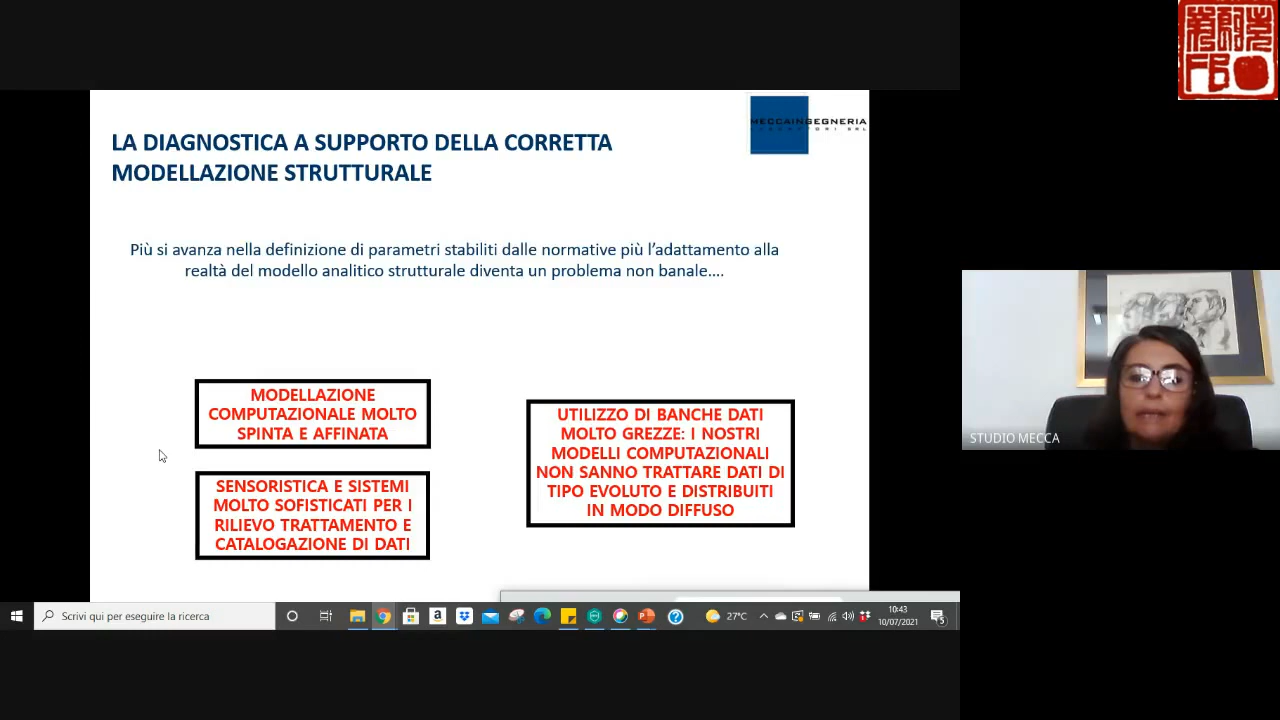 LA DIAGNOSTICA A SUPPORTO DELLA CORRETTA
MODELLAZIONE STRUTTURALE
MECCAINGEGNERIA
LABORATORI SRL
Più si avanza nella definizione di parametri stabiliti dalle normative più l'adattamento alla
realtà del modello analitico strutturale diventa un problema non banale....
MODELLAZIONE
COMPUTAZIONALE MOLTO
SPINTA E AFFINATA
SENSORISTICA E SISTEMI
MOLTO SOFISTICATI PER I
RILIEVO TRATTAMENTO E
CATALOGAZIONE DI DATI
UTILIZZO DI BANCHE DATI
MOLTO GREZZE: I NOSTRI
MODELLI COMPUTAZIONALI
NON SANNO TRATTARE DATI DI
TIPO EVOLUTO E DISTRIBUITI
IN MODO DIFFUSO
STUDIO MECCA
Scrivi qui per eseguire la ricerca
27°C
10:43
10/07/2021
5